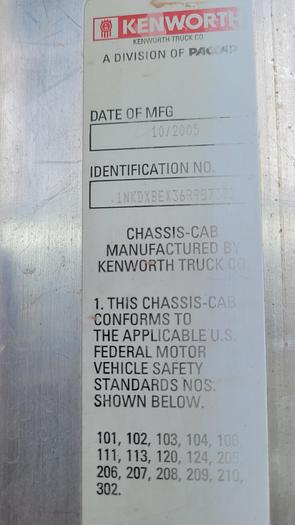 KENWORTH
KENWORTH TRUCK CO.
A DIVISION OF PACCAR
DATE OF MFG
10/2005
IDENTIFICATION NO.
CHASSIS-CAB
MANUFACTURED BY
KENWORTH TRUCK CO
1. THIS CHASSIS-CAB
CONFORMS TO
THE APPLICABLE U.S.
FEDERAL MOTOR
VEHICLE SAFETY
STANDARDS NOS.
SHOWN BELOW.
101, 102, 103, 104, 106,
111, 113, 120, 124, 205,
206, 207, 208, 209, 210,
302.